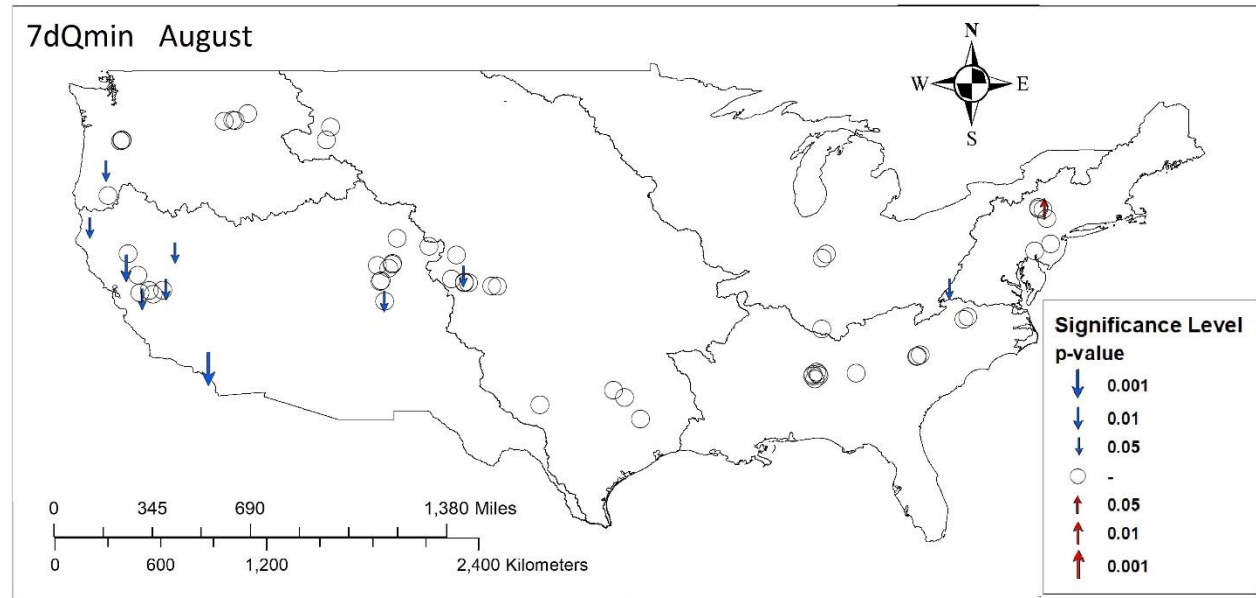 7dQmin August
N
W E
S
Significance Level
p-value
0.001
0.01
0.05
-
0.05
0.01
0.001
0 345 690 1,380 Miles
0 600 1,200 2,400 Kilometers